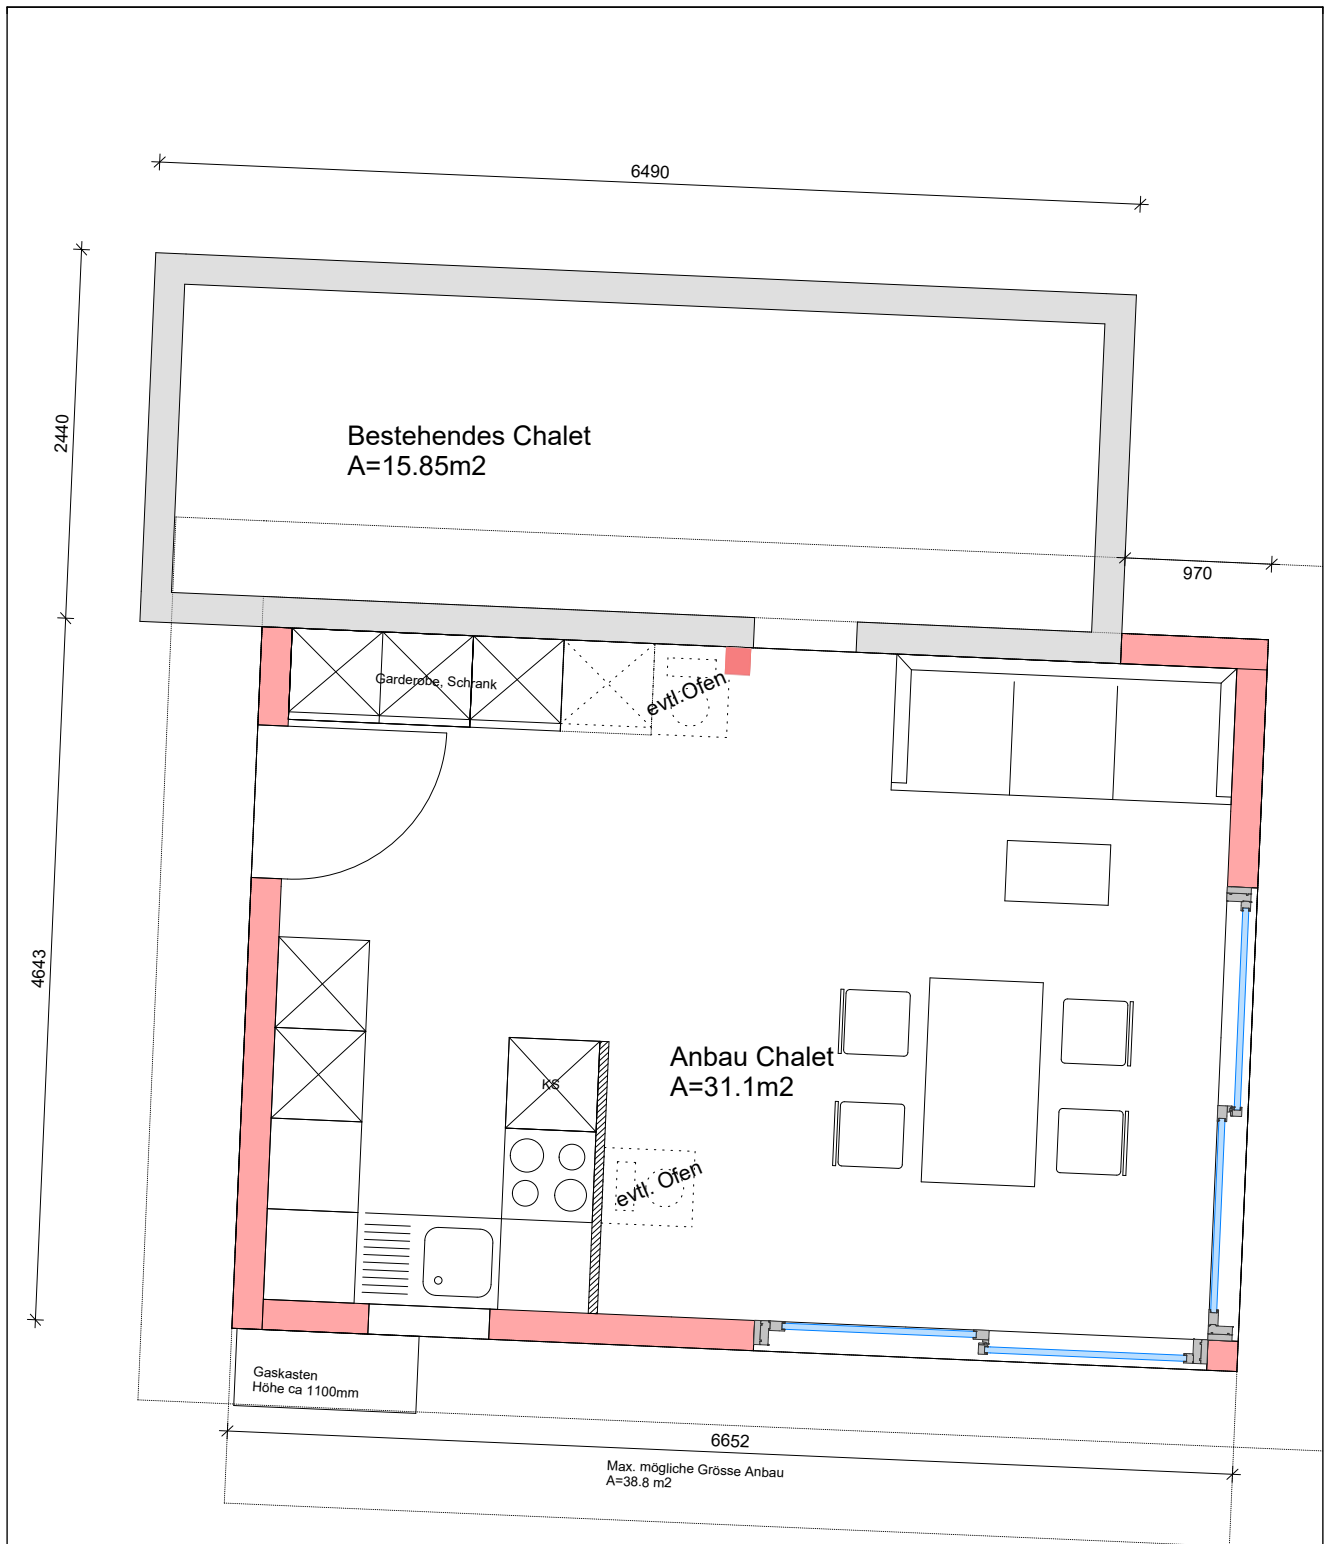 6490
2440
Bestehendes Chalet
A=15.85m2
970
Garderobe, Schrank
evtl.Ofen
4643
Anbau Chalet
A=31.1m2
KS
evtl. Ofen
Gaskasten
Höhe ca 1100mm
6652
Max. mögliche Grösse Anbau
A=38.8 m2